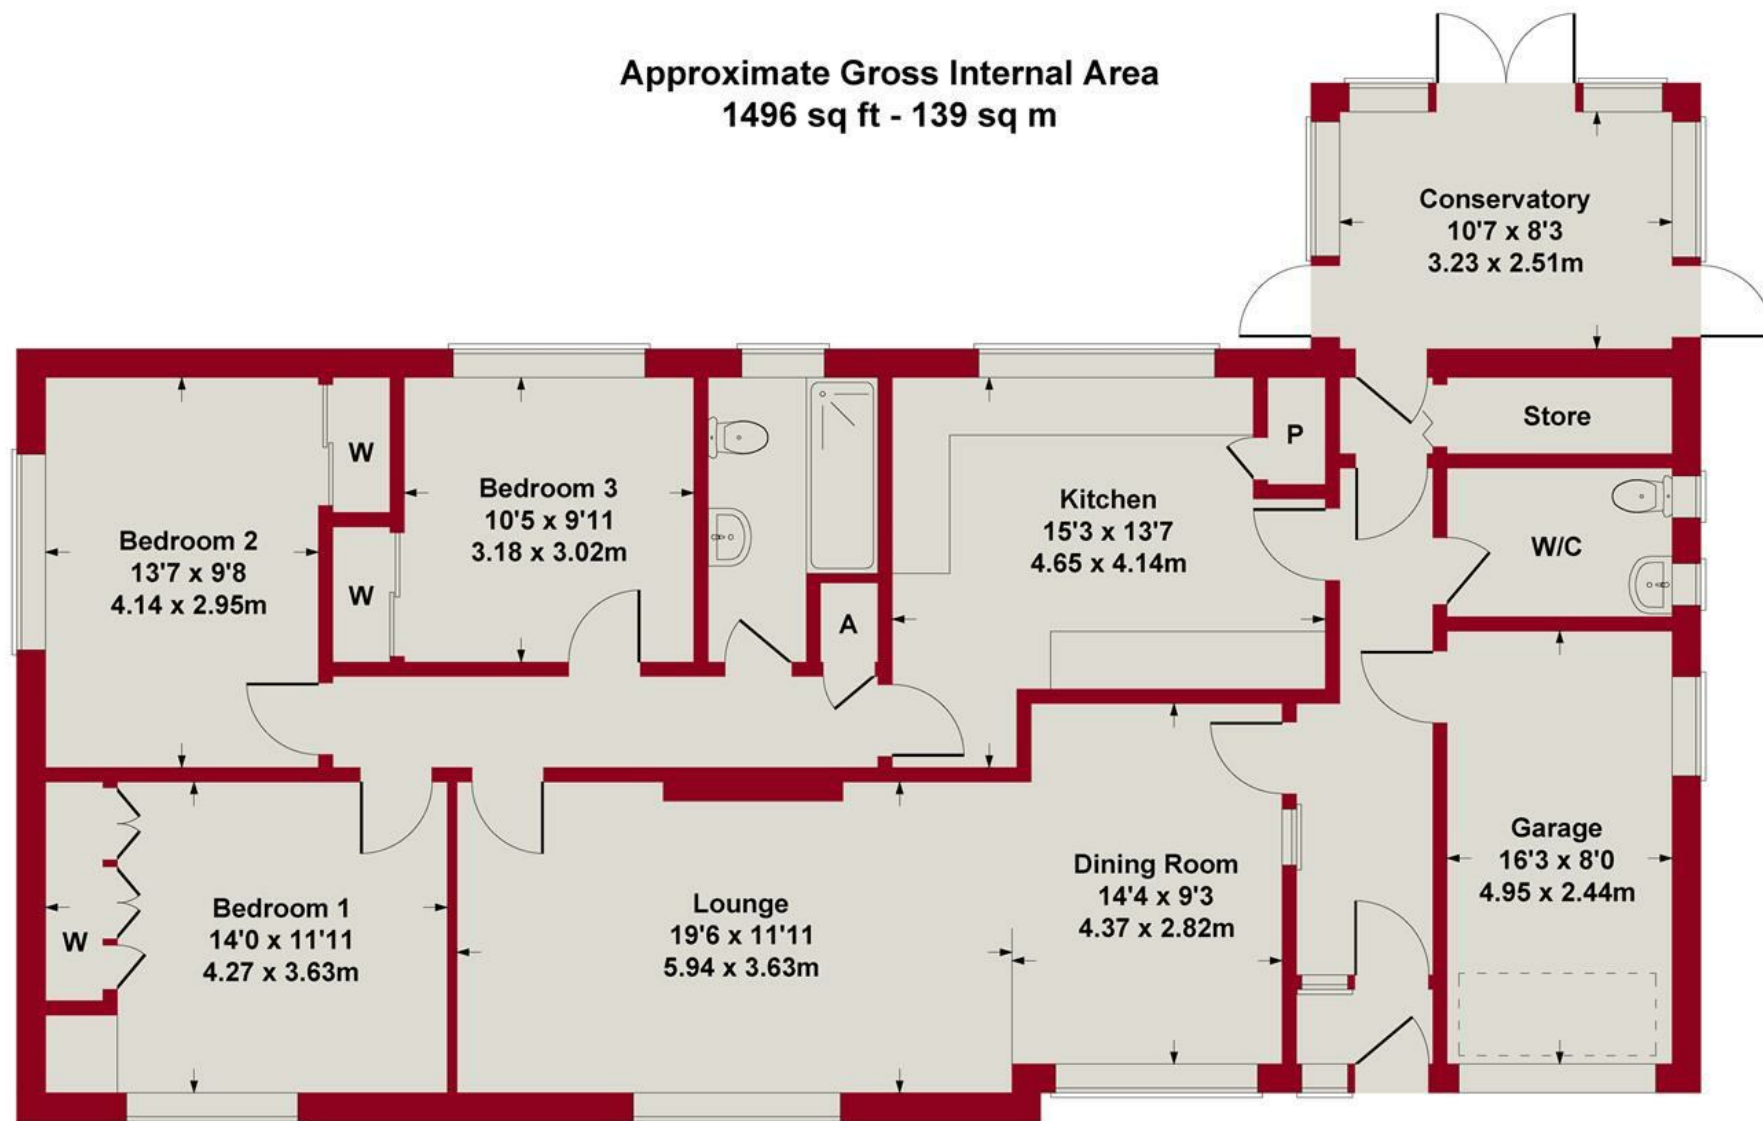 Approximate Gross Internal Area
1496 sq ft - 139 sq m
Conservatory
10'7 x 8'3
3.23 x 2.51m
Store
P
W
Bedroom 3
10'5 x 9'11
3.18 x 3.02m
Kitchen
15'3 x 13'7
4.65 x 4.14m
W/C
Bedroom 2
13'7 x 9'8
4.14 x 2.95m
W
A
Garage
16'3 x 8'0
4.95 x 2.44m
Dining Room
14'4 x 9'3
4.37 x 2.82m
Lounge
19'6 x 11'11
5.94 x 3.63m
Bedroom 1
14'0 x 11'11
4.27 x 3.63m
W